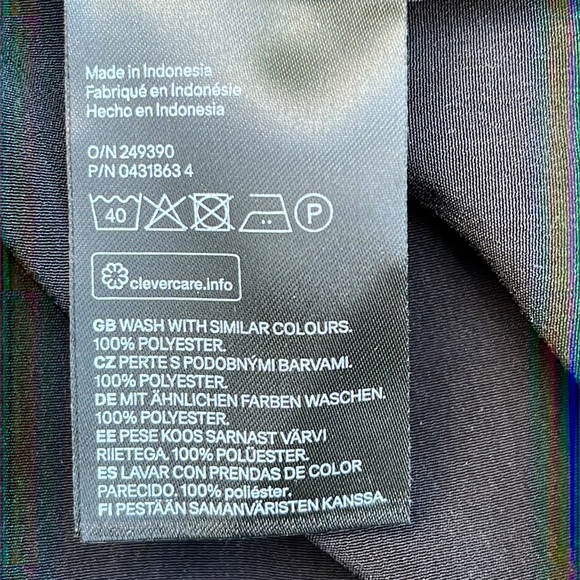 Made in Indonesia
Fabriqué en Indonésie
Hecho en Indonesia
O/N 249390
P/N 0431863 4
40 P
clevercare.info
GB WASH WITH SIMILAR COLOURS.
100% POLYESTER.
CZ PERTE S PODOBNÝMI BARVAMI.
100% POLYESTER.
DE MIT ÄHNLICHEN FARBEN WASCHEN.
100% POLYESTER.
EE PESE KOOS SARNAST VÄRVI
RIIETEGA. 100% POLÜESTER.
ES LAVAR CON PRENDAS DE COLOR
PARECIDO. 100% poliéster.
FI PESTÄÄN SAMANVÄRISTEN KANSSA.